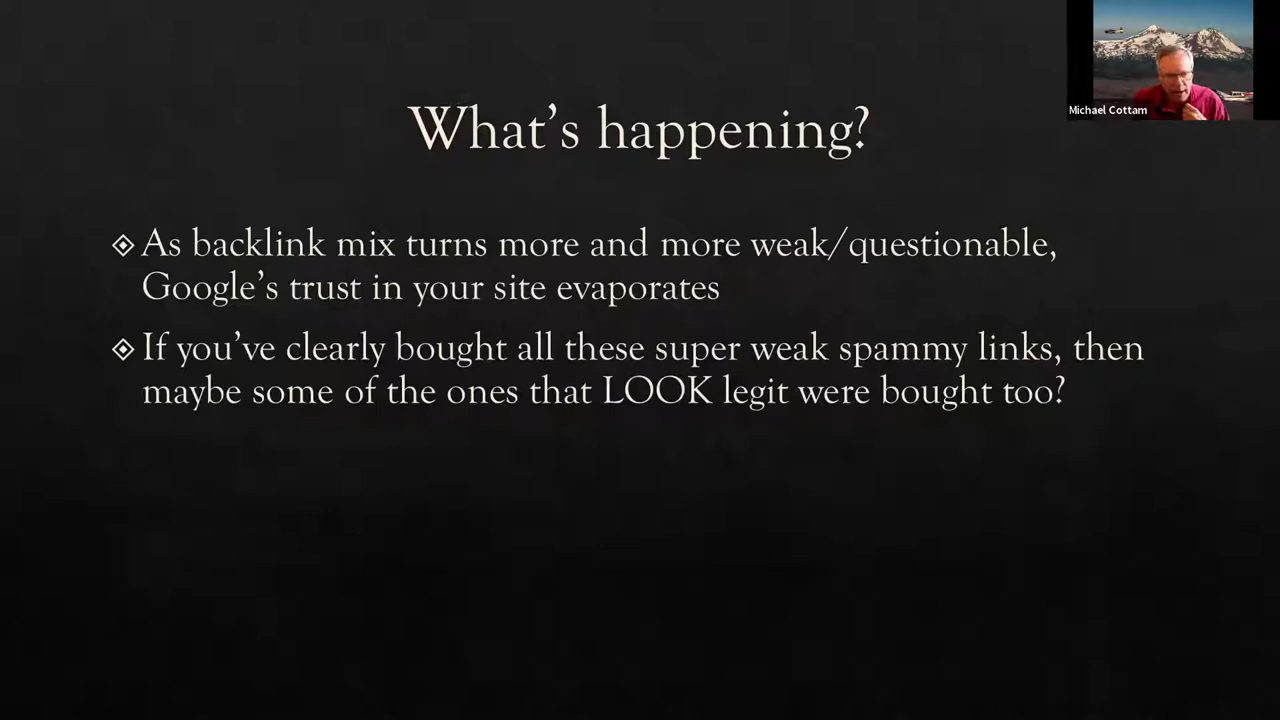 What's happening?
As backlink mix turns more and more weak/questionable,
Google's trust in your site evaporates
If you've clearly bought all these super weak spammy links, then
maybe some of the ones that LOOK legit were bought too?
Michael Cottam